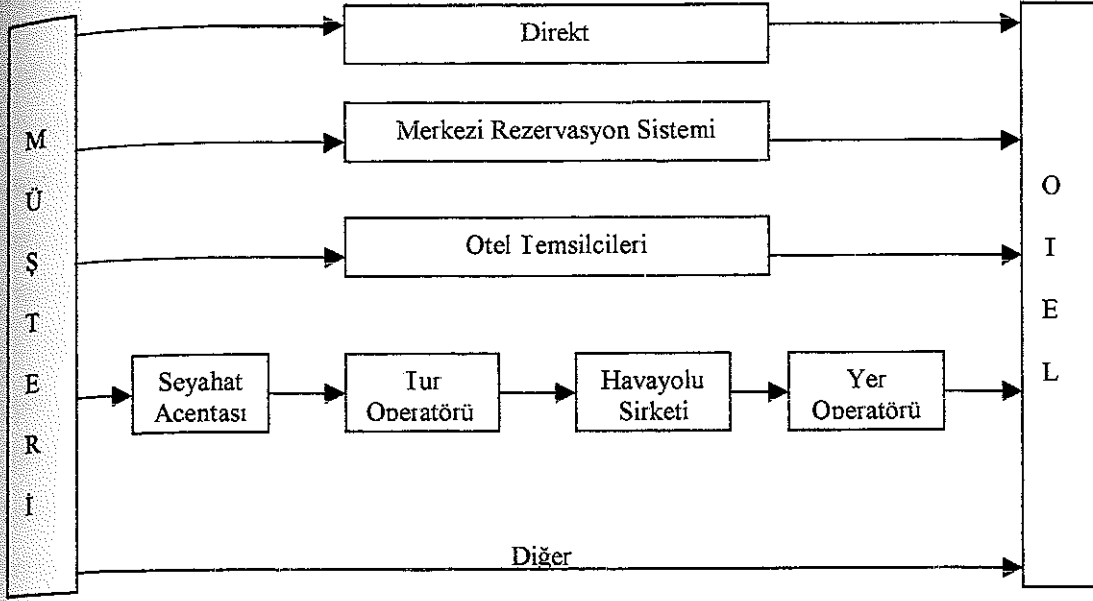 MÜŞTERİ
Direkt
Merkezi Rezervasyon Sistemi
Otel Temsilcileri
Seyahat
Acentası
Tur
Operatörü
Havayolu
Şirketi
Yer
Operatörü
Diğer
OTEL